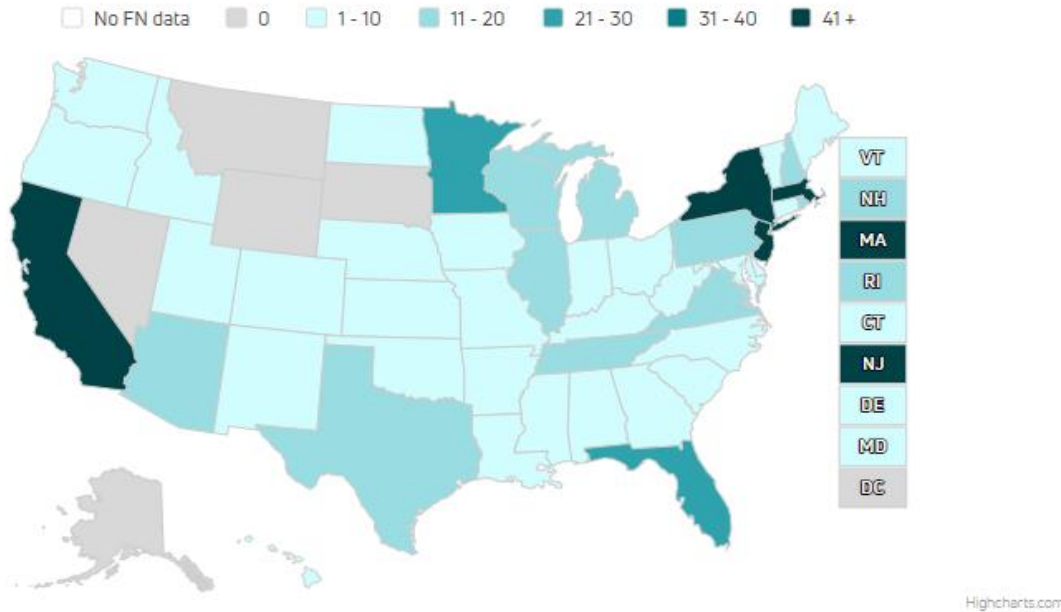 No FN data 0 1 - 10 11 - 20 21 - 30 31 - 40 41 +
VT
NH
MA
RI
CT
NJ
DE
MD
DC
Highcharts.com